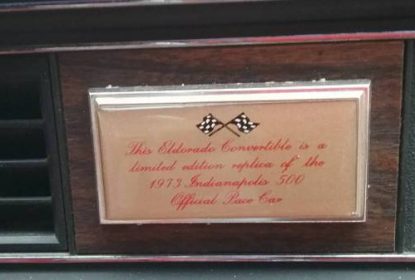 This Eldorado Convertible is a
limited edition replica of the
1973 Indianapolis 500
Official Pace Car